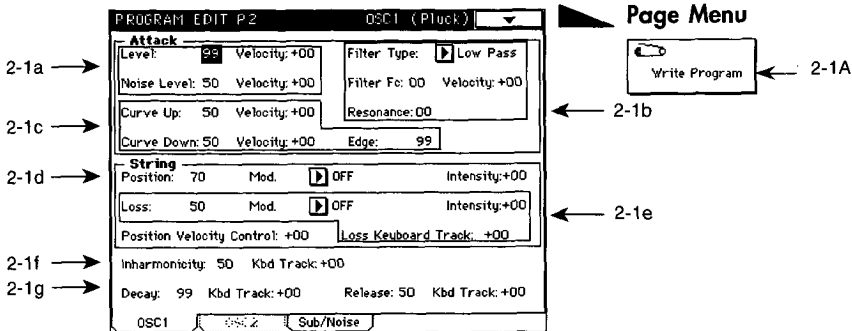 PROGRAM EDIT P2 OSC1 (Pluck)
Page Menu
Attack
Level: 99 Velocity:+00 Filter Type: Low Pass
2-1a
Write Program
2-1A
Noise Level: 50 Velocity:+00 Filter Fc: 00 Velocity:+00
Curve Up: 50 Velocity:+00 Resonance:00
2-1b
2-1c
Curve Down:50 Velocity:+00 Edge: 99
String
2-1d
Position: 70 Mod. OFF Intensity:+00
Loss: 50 Mod. OFF Intensity:+00
2-1e
Position Velocity Control: +00 Loss Keyboard Track: +00
2-1f
Inharmonicity: 50 Kbd Track:+00
2-1g
Decay: 99 Kbd Track:+00 Release: 50 Kbd Track:+00
OSC1 OSC2 Sub/Noise